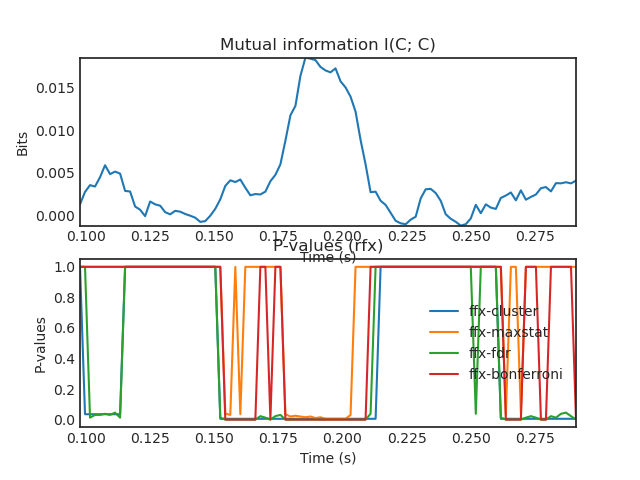 Mutual information I(C; C)
Bits
0.015
0.010
0.005
0.000
0.100 0.125 0.150 0.175 0.200 0.225 0.250 0.275
Time (s)
P-values (rfx)
P-values
1.0
0.8
0.6
0.4
0.2
0.0
ffx-cluster
ffx-maxstat
ffx-fdr
ffx-bonferroni
0.100 0.125 0.150 0.175 0.200 0.225 0.250 0.275
Time (s)